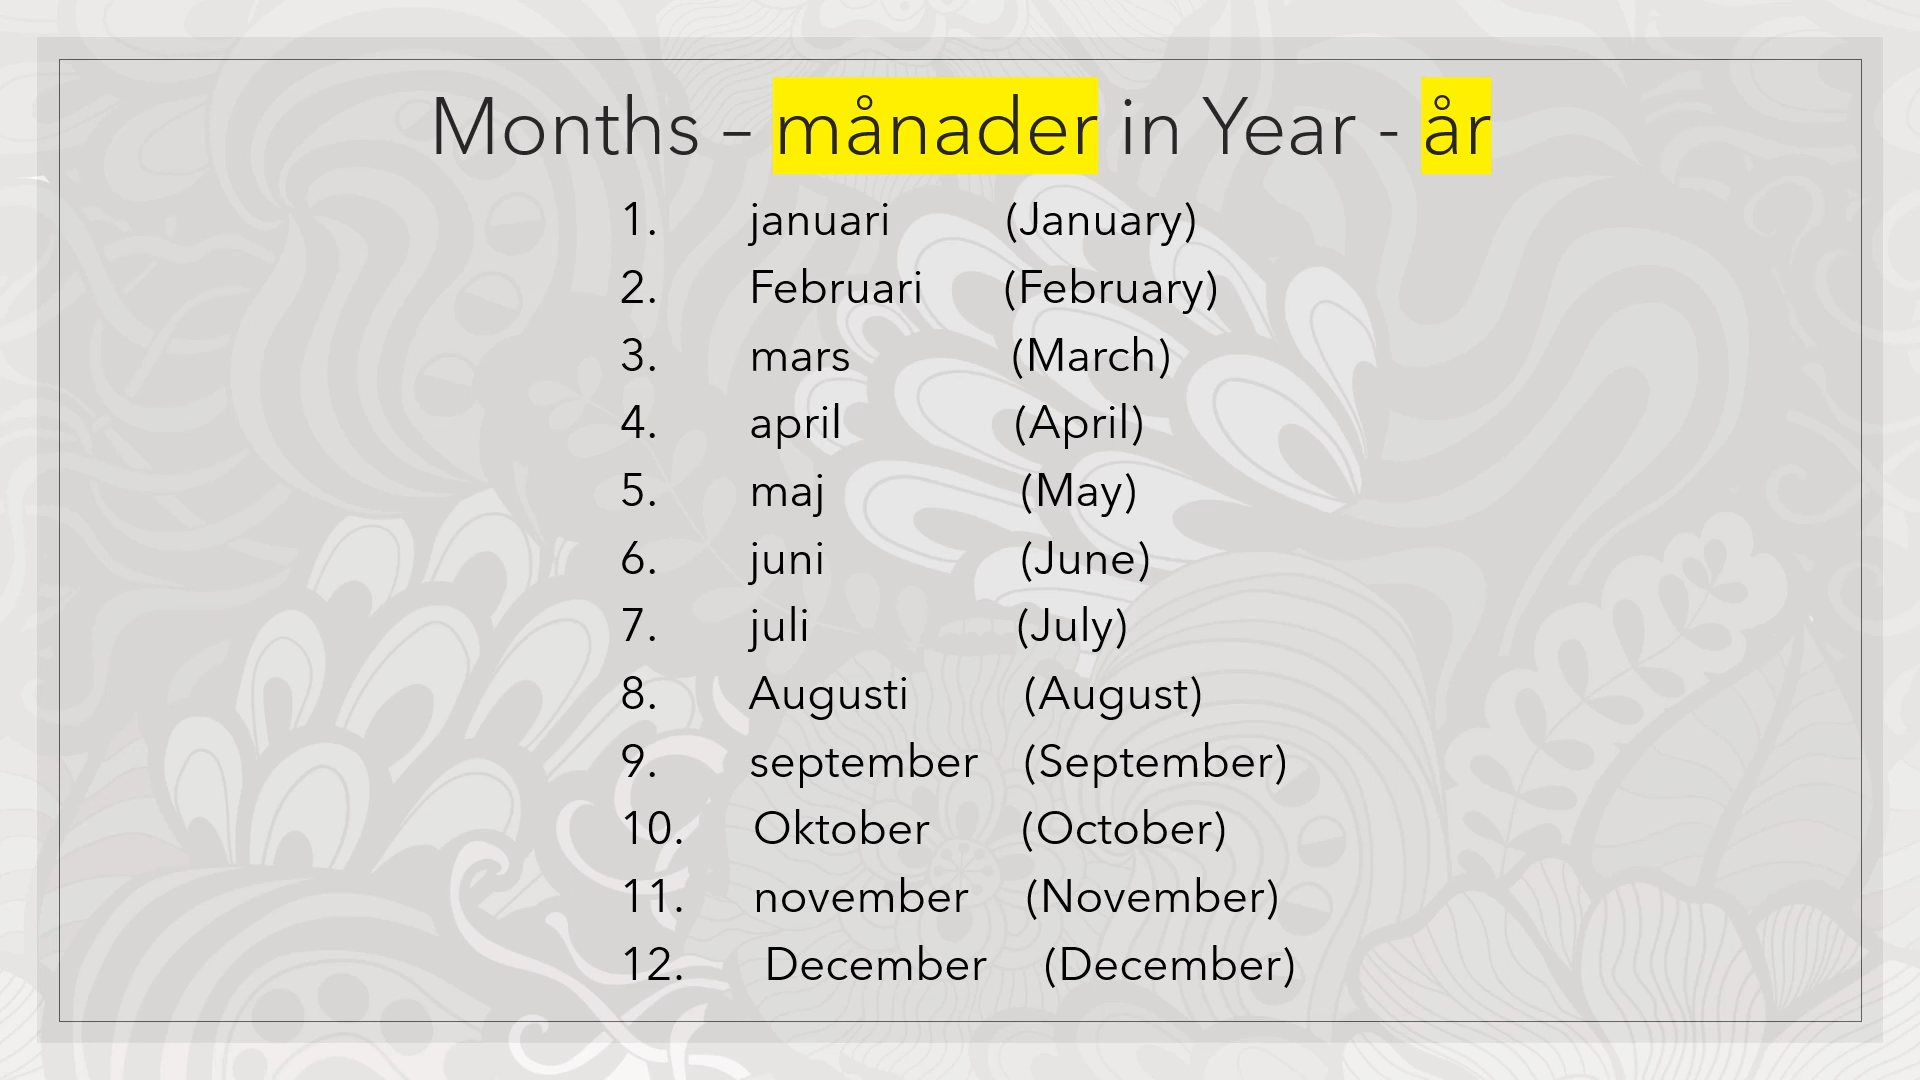 Months – månader in Year - år
1. januari (January)
2. Februari (February)
3. mars (March)
4. april (April)
5. maj (May)
6. juni (June)
7. juli (July)
8. Augusti (August)
9. september (September)
10. Oktober (October)
11. november (November)
12. December (December)